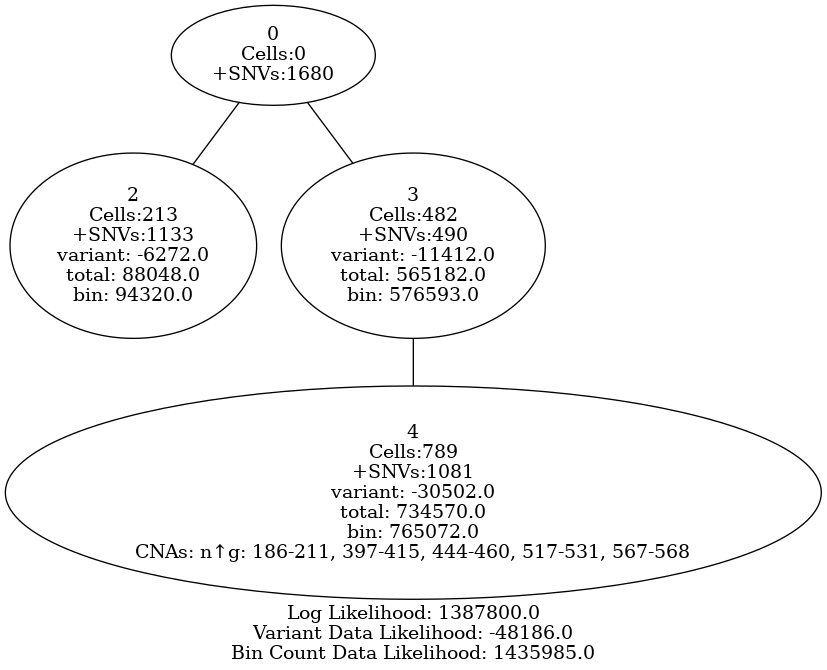 0
Cells:0
+SNVs:1680
2
Cells:213
+SNVs:1133
variant: -6272.0
total: 88048.0
bin: 94320.0
3
Cells:482
+SNVs:490
variant: -11412.0
total: 565182.0
bin: 576593.0
4
Cells:789
+SNVs:1081
variant: -30502.0
total: 734570.0
bin: 765072.0
CNAs: n↑g: 186-211, 397-415, 444-460, 517-531, 567-568
Log Likelihood: 1387800.0
Variant Data Likelihood: -48186.0
Bin Count Data Likelihood: 1435985.0